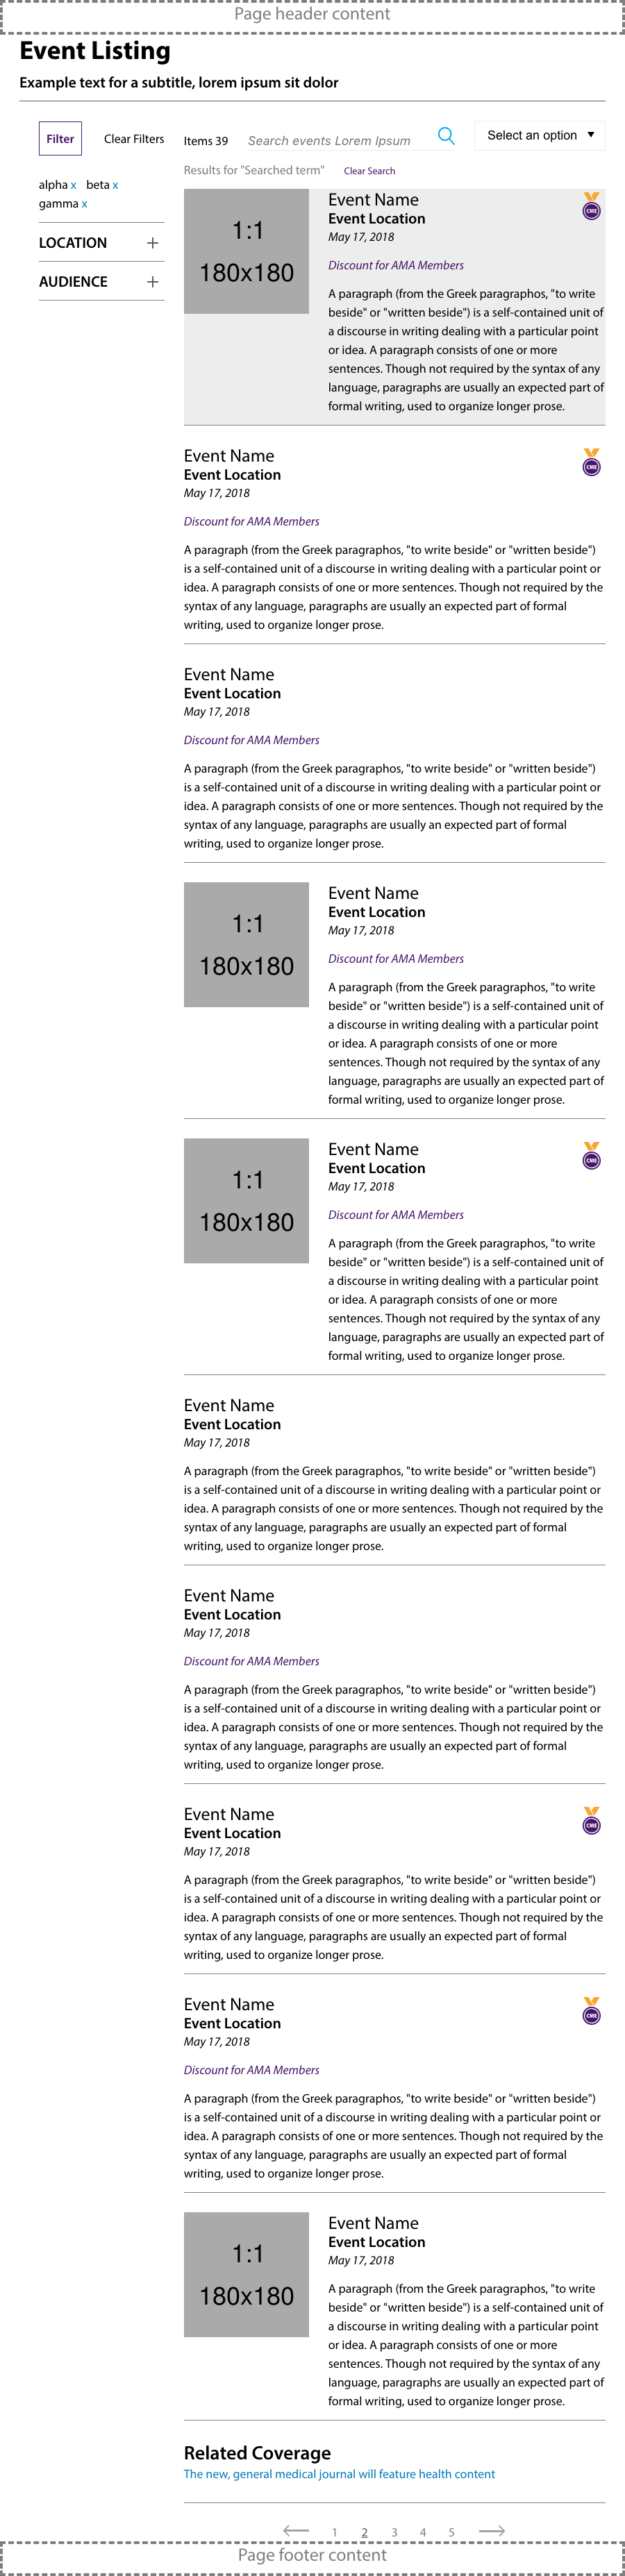 Page header content
Event Listing
Example text for a subtitle, lorem ipsum sit dolor
Filter
Clear Filters
alpha x beta x
gamma x
LOCATION +
AUDIENCE +
Items 39
Search events Lorem Ipsum
Select an option ▼
Results for "Searched term" Clear Search
1:1
180x180
Event Name
Event Location
May 17, 2018
CME
Discount for AMA Members
A paragraph (from the Greek paragraphos, "to write
beside" or "written beside") is a self-contained unit of
a discourse in writing dealing with a particular point
or idea. A paragraph consists of one or more
sentences. Though not required by the syntax of any
language, paragraphs are usually an expected part of
formal writing, used to organize longer prose.
Event Name
Event Location
May 17, 2018
CME
Discount for AMA Members
A paragraph (from the Greek paragraphos, "to write beside" or "written beside")
is a self-contained unit of a discourse in writing dealing with a particular point or
idea. A paragraph consists of one or more sentences. Though not required by the
syntax of any language, paragraphs are usually an expected part of formal
writing, used to organize longer prose.
Event Name
Event Location
May 17, 2018
Discount for AMA Members
A paragraph (from the Greek paragraphos, "to write beside" or "written beside")
is a self-contained unit of a discourse in writing dealing with a particular point or
idea. A paragraph consists of one or more sentences. Though not required by the
syntax of any language, paragraphs are usually an expected part of formal
writing, used to organize longer prose.
1:1
180x180
Event Name
Event Location
May 17, 2018
Discount for AMA Members
A paragraph (from the Greek paragraphos, "to write
beside" or "written beside") is a self-contained unit of
a discourse in writing dealing with a particular point
or idea. A paragraph consists of one or more
sentences. Though not required by the syntax of any
language, paragraphs are usually an expected part of
formal writing, used to organize longer prose.
1:1
180x180
Event Name
Event Location
May 17, 2018
CME
Discount for AMA Members
A paragraph (from the Greek paragraphos, "to write
beside" or "written beside") is a self-contained unit of
a discourse in writing dealing with a particular point
or idea. A paragraph consists of one or more
sentences. Though not required by the syntax of any
language, paragraphs are usually an expected part of
formal writing, used to organize longer prose.
Event Name
Event Location
May 17, 2018
A paragraph (from the Greek paragraphos, "to write beside" or "written beside")
is a self-contained unit of a discourse in writing dealing with a particular point or
idea. A paragraph consists of one or more sentences. Though not required by the
syntax of any language, paragraphs are usually an expected part of formal
writing, used to organize longer prose.
Event Name
Event Location
May 17, 2018
Discount for AMA Members
A paragraph (from the Greek paragraphos, "to write beside" or "written beside")
is a self-contained unit of a discourse in writing dealing with a particular point or
idea. A paragraph consists of one or more sentences. Though not required by the
syntax of any language, paragraphs are usually an expected part of formal
writing, used to organize longer prose.
Event Name
Event Location
May 17, 2018
CME
A paragraph (from the Greek paragraphos, "to write beside" or "written beside")
is a self-contained unit of a discourse in writing dealing with a particular point or
idea. A paragraph consists of one or more sentences. Though not required by the
syntax of any language, paragraphs are usually an expected part of formal
writing, used to organize longer prose.
Event Name
Event Location
May 17, 2018
CME
Discount for AMA Members
A paragraph (from the Greek paragraphos, "to write beside" or "written beside")
is a self-contained unit of a discourse in writing dealing with a particular point or
idea. A paragraph consists of one or more sentences. Though not required by the
syntax of any language, paragraphs are usually an expected part of formal
writing, used to organize longer prose.
1:1
180x180
Event Name
Event Location
May 17, 2018
A paragraph (from the Greek paragraphos, "to write
beside" or "written beside") is a self-contained unit of
a discourse in writing dealing with a particular point
or idea. A paragraph consists of one or more
sentences. Though not required by the syntax of any
language, paragraphs are usually an expected part of
formal writing, used to organize longer prose.
Related Coverage
The new, general medical journal will feature health content
1 2 3 4 5
Page footer content